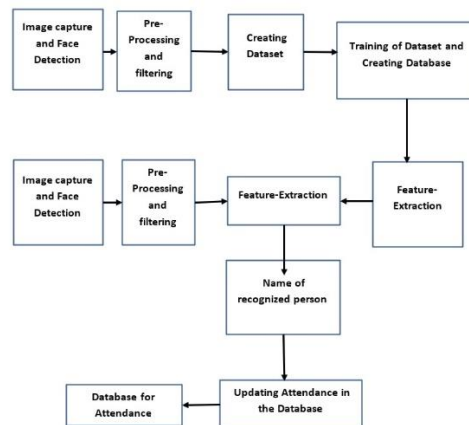 Image capture
and Face
Detection
Pre-
Processing
and
filtering
Creating
Dataset
Training of Dataset and
Creating Database
Image capture
and Face
Detection
Pre-
Processing
and
filtering
Feature-Extraction
Feature-
Extraction
Name of
recognized person
Updating Attendance in
the Database
Database for
Attendance